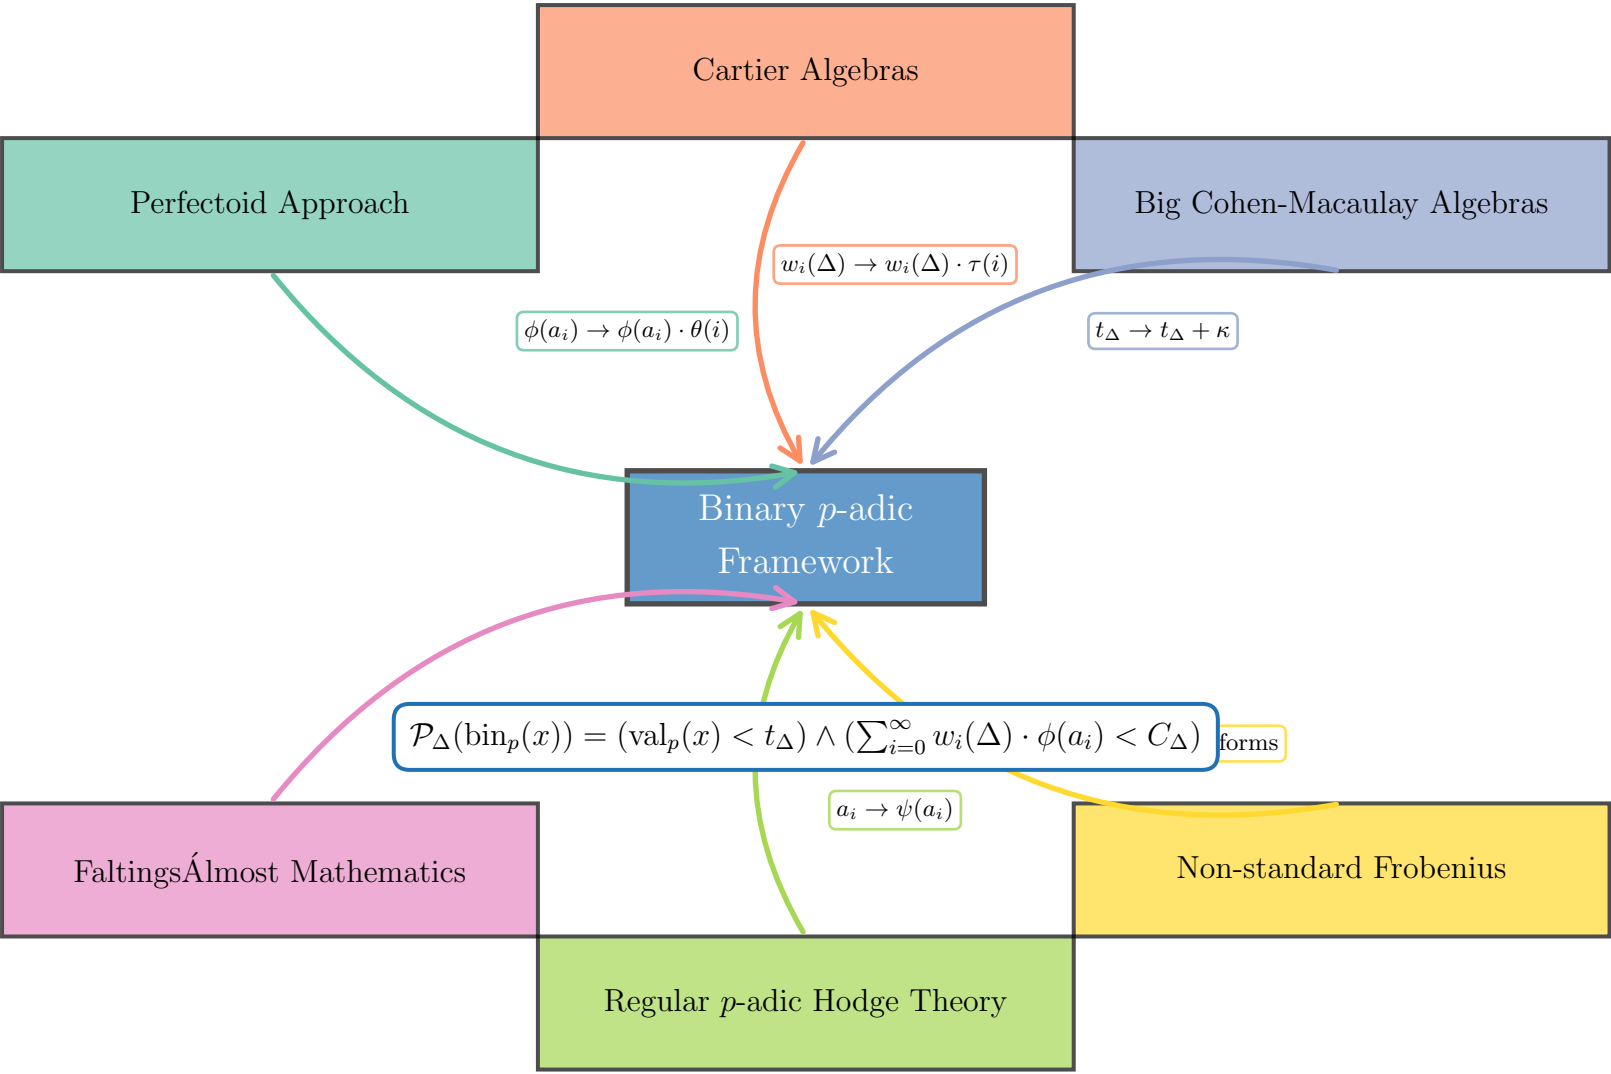 Cartier Algebras
Perfectoid Approach
Big Cohen-Macaulay Algebras
w_i(Δ) → w_i(Δ) · τ(i)
ϕ(a_i) → ϕ(a_i) · θ(i)
t_Δ → t_Δ + κ
Binary p-adic
Framework
𝒫_Δ(bin_p(x)) = (val_p(x) < t_Δ) ∧ (∑_{i=0}^∞ w_i(Δ) · ϕ(a_i) < C_Δ)
forms
a_i → ψ(a_i)
FaltingsÁlmost Mathematics
Non-standard Frobenius
Regular p-adic Hodge Theory